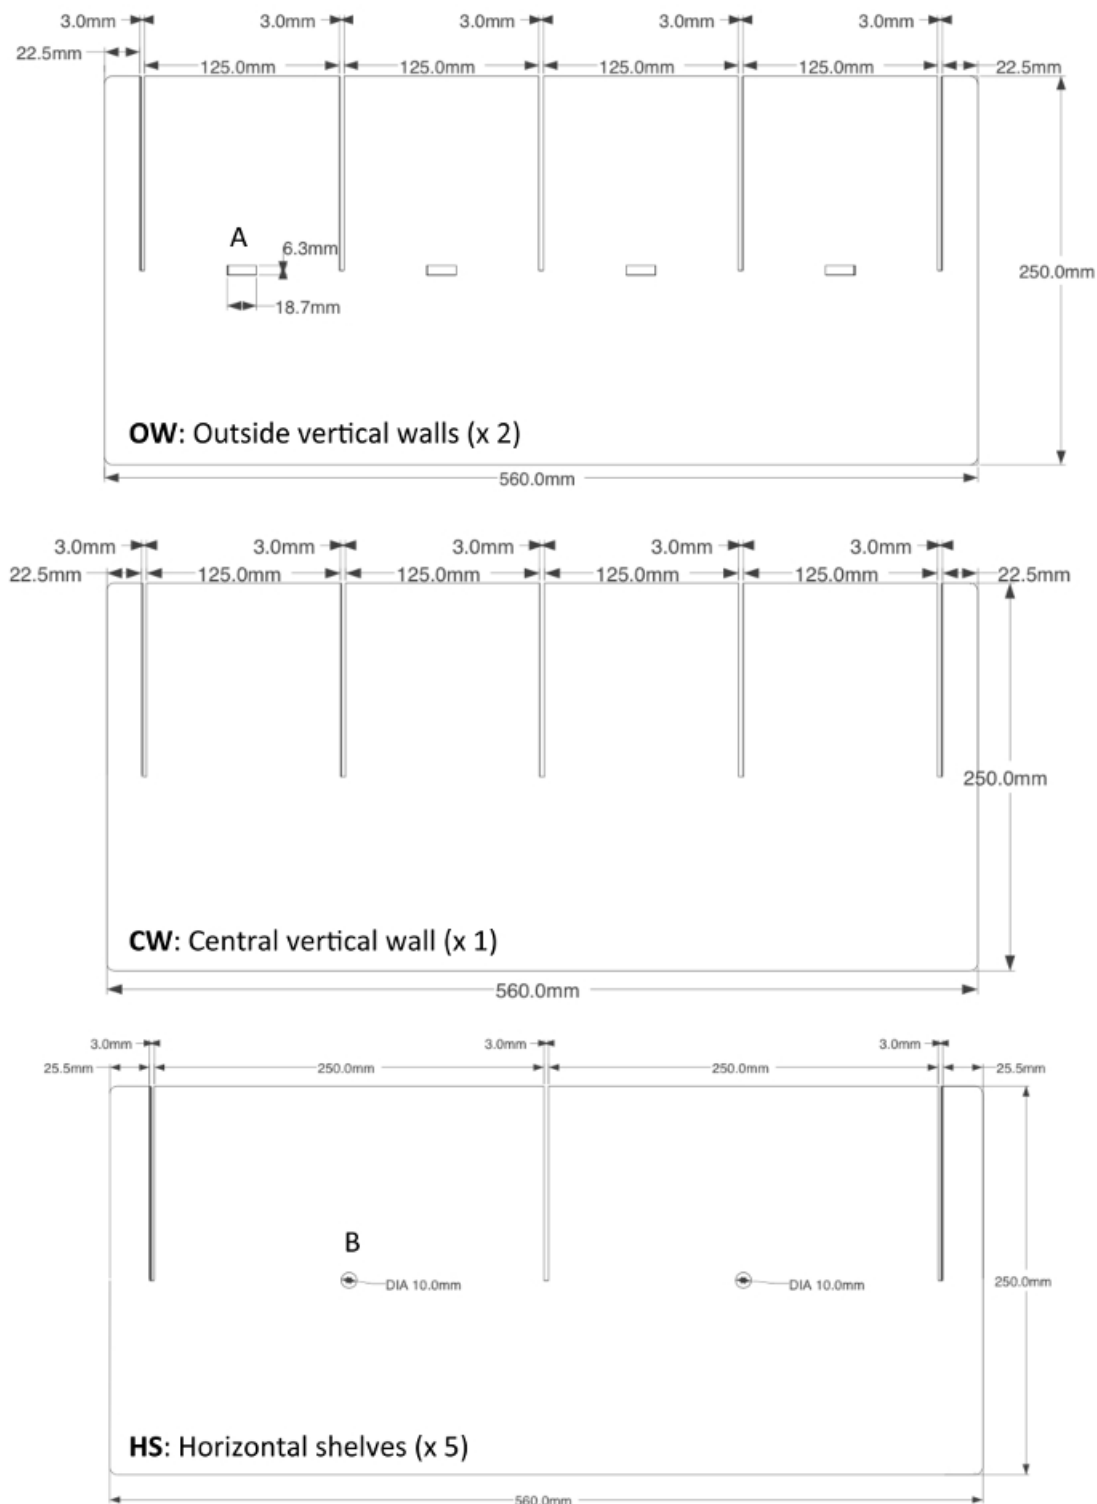 3.0mm 3.0mm 3.0mm 3.0mm 3.0mm
22.5mm 125.0mm 125.0mm 125.0mm 125.0mm 22.5mm
A
6.3mm
18.7mm
250.0mm
OW: Outside vertical walls (x 2)
560.0mm
3.0mm 3.0mm 3.0mm 3.0mm 3.0mm
22.5mm 125.0mm 125.0mm 125.0mm 125.0mm 22.5mm
250.0mm
CW: Central vertical wall (x 1)
560.0mm
3.0mm 3.0mm 3.0mm
25.5mm 250.0mm 250.0mm 25.5mm
B
DIA 10.0mm DIA 10.0mm
250.0mm
HS: Horizontal shelves (x 5)
560.0mm